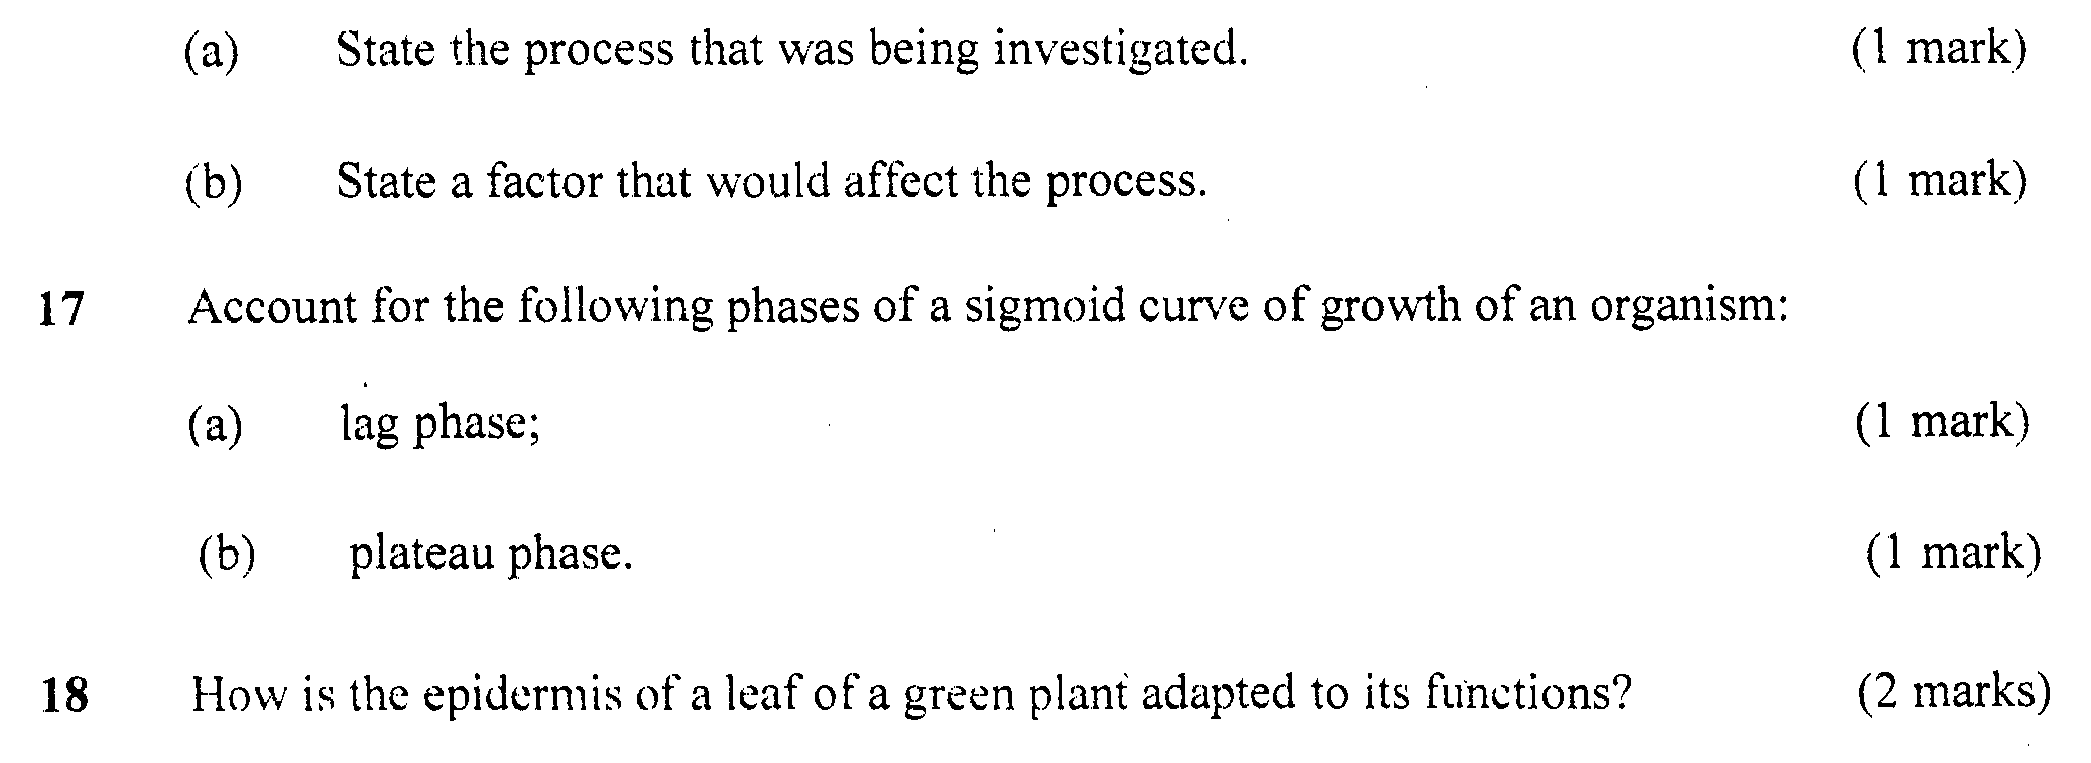 (a) State the process that was being investigated. (1 mark)
(b) State a factor that would affect the process. (1 mark)
17 Account for the following phases of a sigmoid curve of growth of an organism:
(a) lag phase; (1 mark)
(b) plateau phase. (1 mark)
18 How is the epidermis of a leaf of a green plant adapted to its functions? (2 marks)